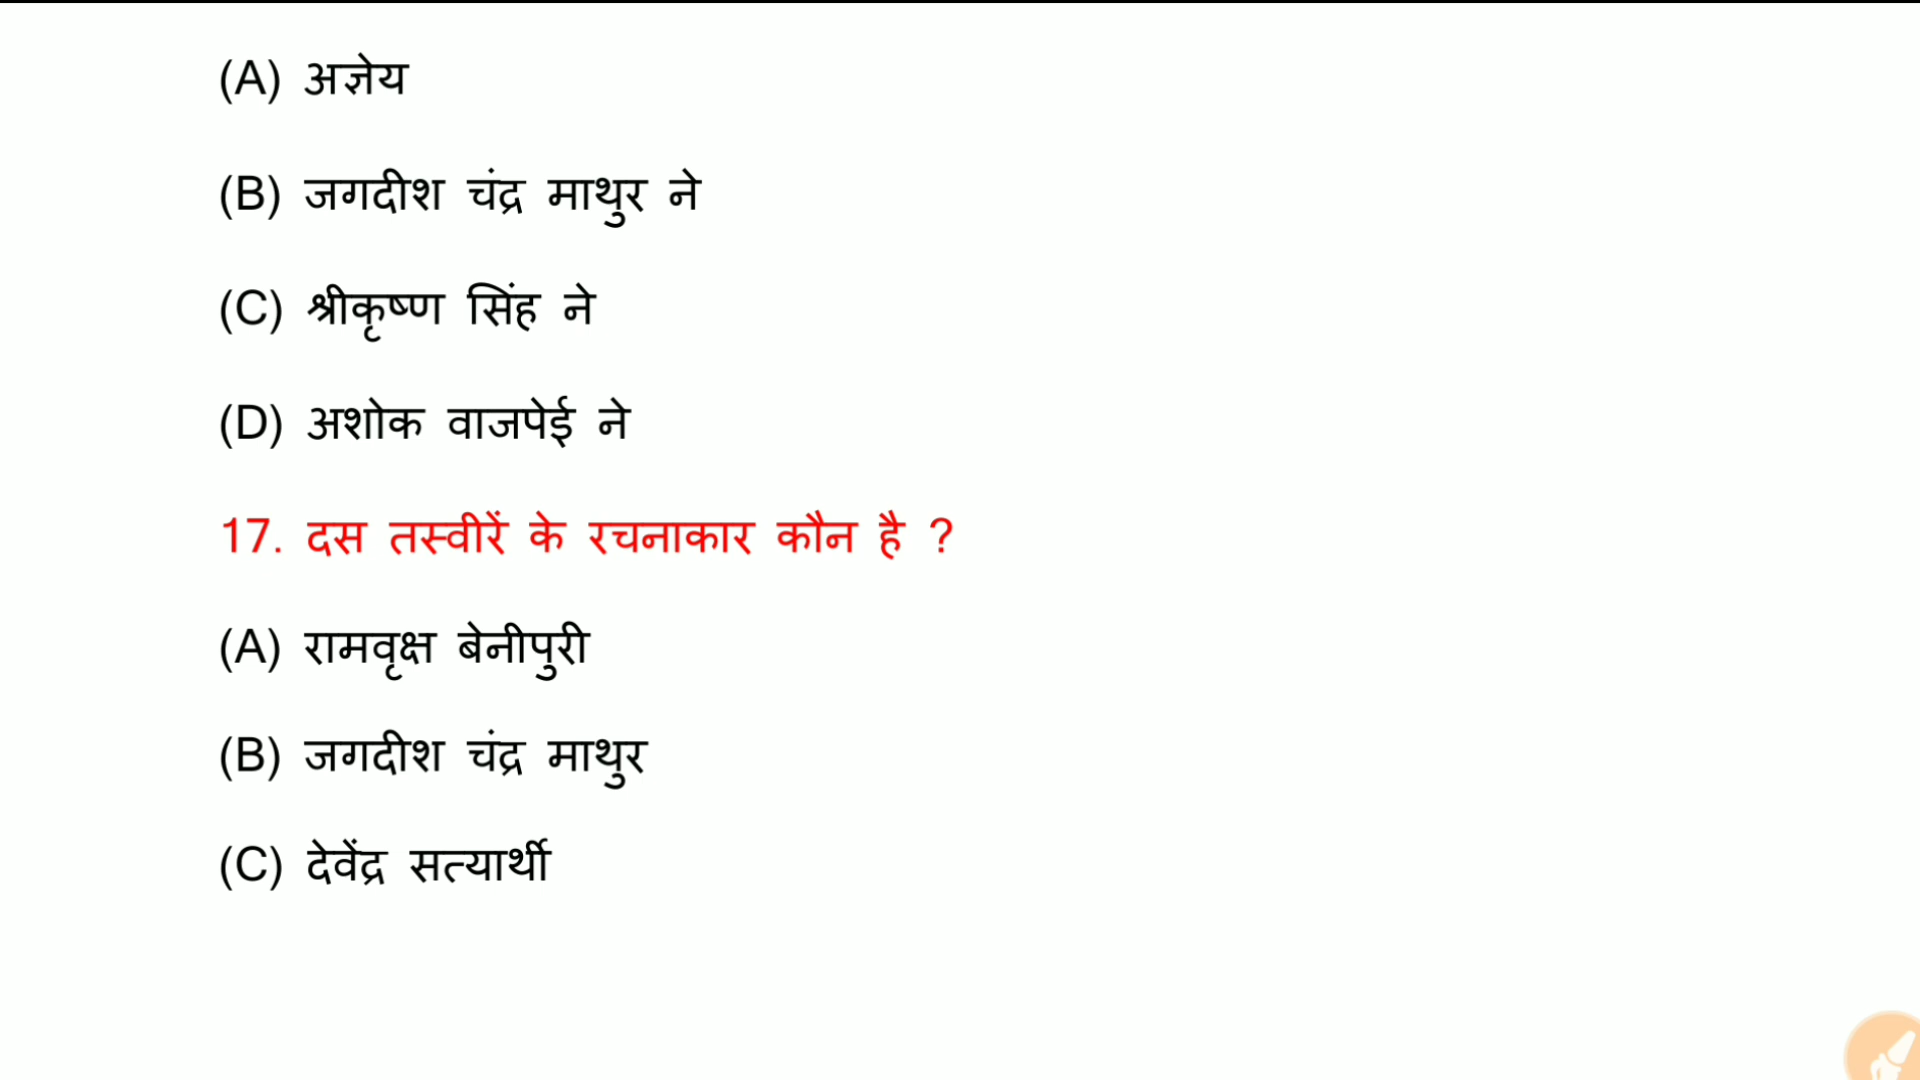 (A) अज्ञेय
(B) जगदीश चंद्र माथुर ने
(C) श्रीकृष्ण सिंह ने
(D) अशोक वाजपेई ने
17. दस तस्वीरें के रचनाकार कौन है ?
(A) रामवृक्ष बेनीपुरी
(B) जगदीश चंद्र माथुर
(C) देवेंद्र सत्यार्थी